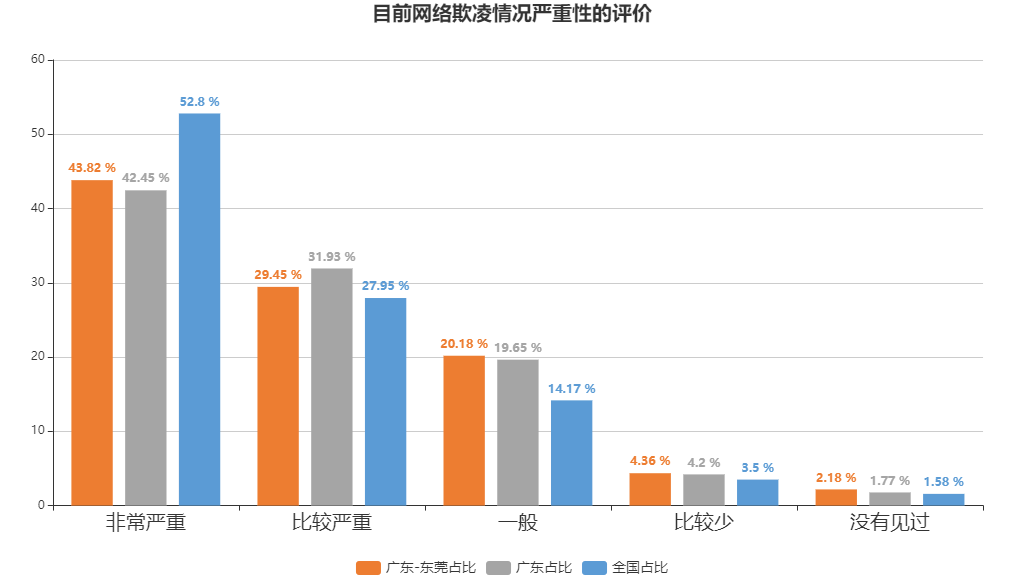 目前网络欺凌情况严重性的评价
60
50
40
30
20
10
0
43.82 %
42.45 %
52.8 %
29.45 %
31.93 %
27.95 %
20.18 %
19.65 %
14.17 %
4.36 %
4.2 %
3.5 %
2.18 %
1.77 %
1.58 %
非常严重
比较严重
一般
比较少
没有见过
广东-东莞占比
广东占比
全国占比